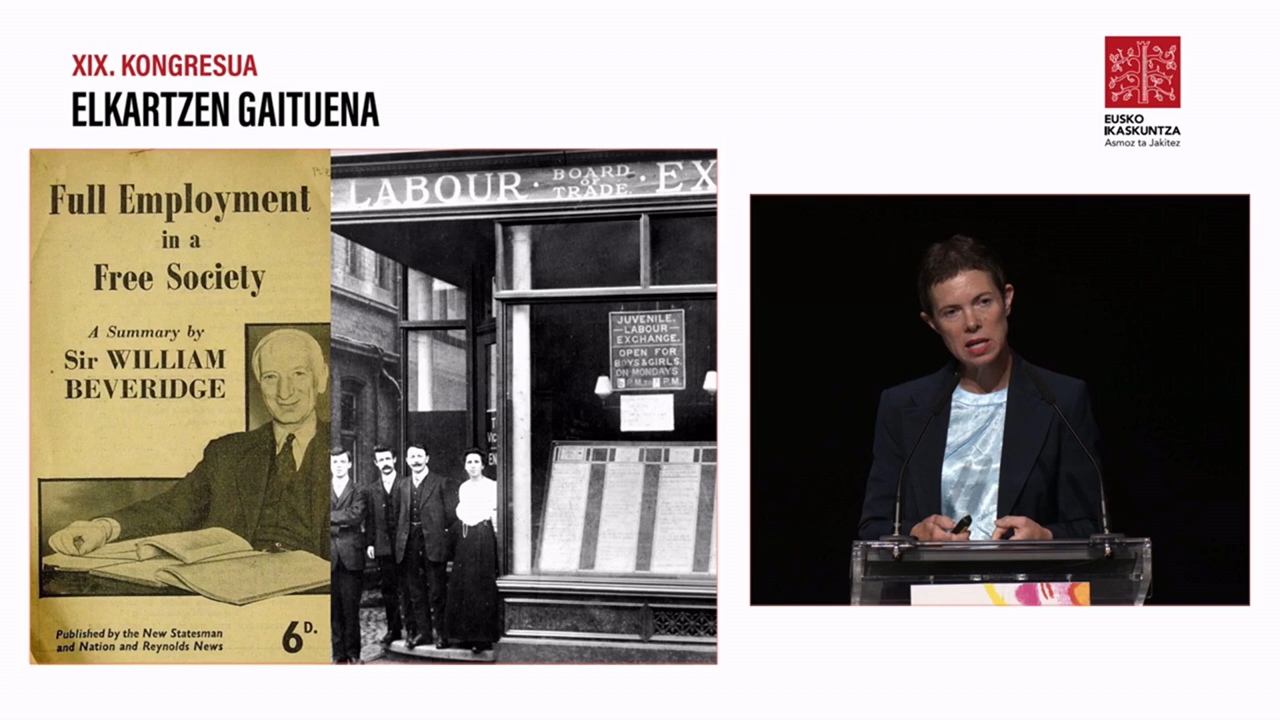 XIX. KONGRESUA
ELKARTZEN GAITUENA
EUSKO
IKASKUNTZA
Asmoz ta Jakitez
Full Employment
in a
Free Society
A Summary by
Sir WILLIAM
BEVERIDGE
Published by the New Statesman
and Nation and Reynolds News
6D.
LABOUR · BOARD OF TRADE. · EX
JUVENILE.
LABOUR
EXCHANGE.
OPEN FOR
BOYS & GIRLS.
ON MONDAYS
P.M. P.M.